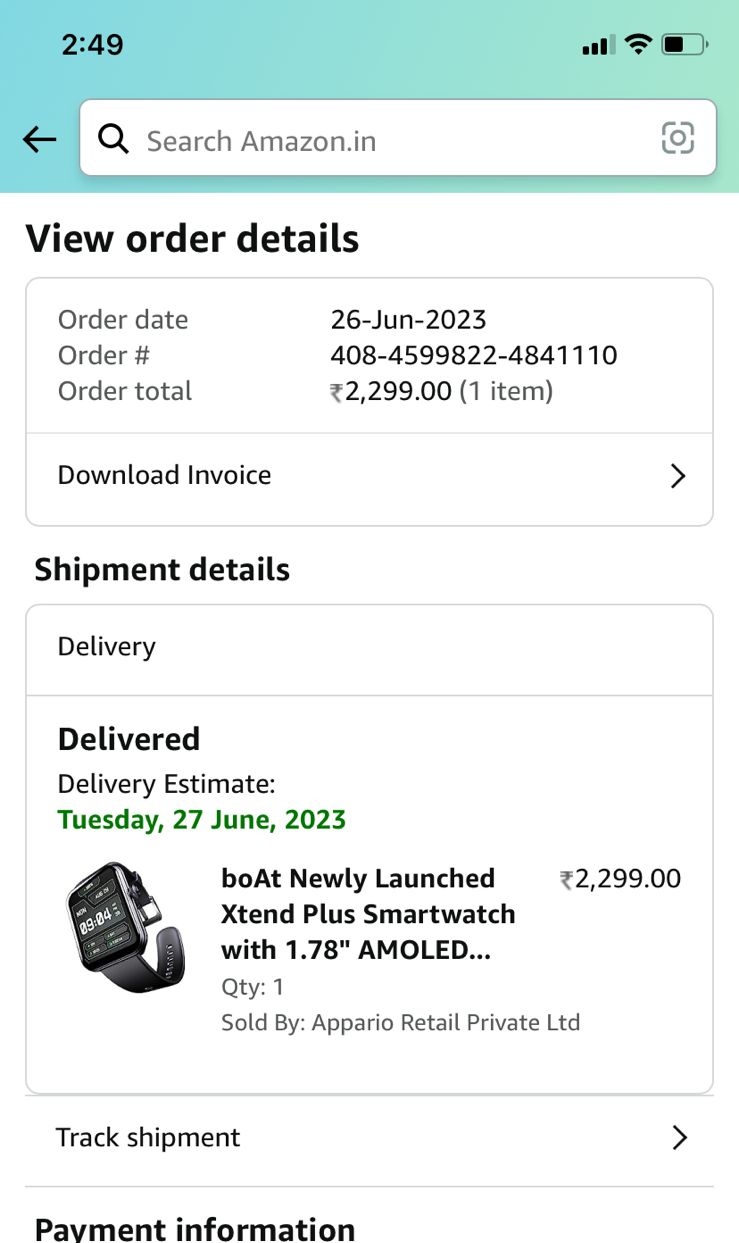 2:49
Search Amazon.in
View order details
Order date 26-Jun-2023
Order # 408-4599822-4841110
Order total ₹2,299.00 (1 item)
Download Invoice
Shipment details
Delivery
Delivered
Delivery Estimate:
Tuesday, 27 June, 2023
MON
09:04
boAt Newly Launched ₹2,299.00
Xtend Plus Smartwatch
with 1.78" AMOLED...
Qty: 1
Sold By: Appario Retail Private Ltd
Track shipment
Payment information